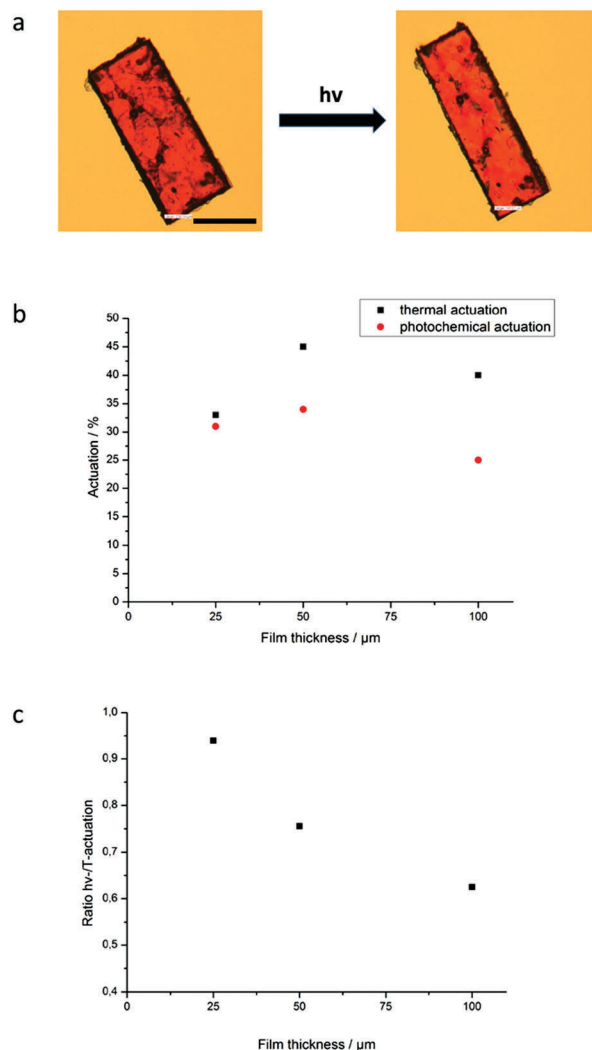 a
hν
b
thermal actuation
photochemical actuation
50
45
40
35
30
25
20
15
10
5
0
Actuation / %
0
25
50
75
100
Film thickness / µm
c
1,0
0,9
0,8
0,7
0,6
0,5
0,4
Ratio hν-/T-actuation
0
25
50
75
100
Film thickness / µm